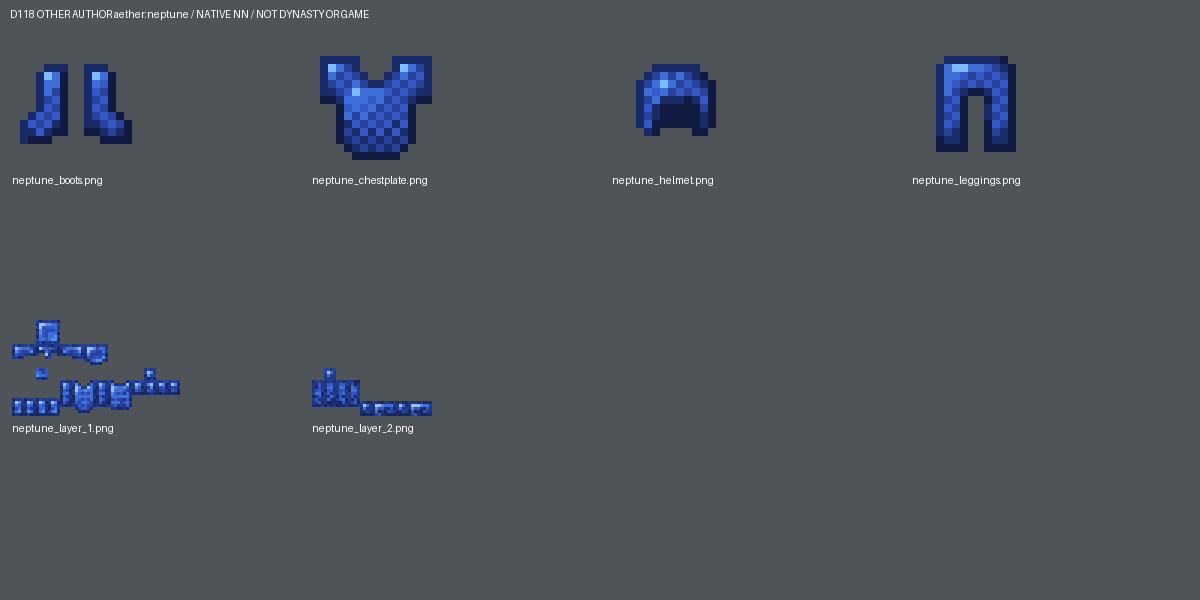 D118 OTHER AUTHOR aether:neptune / NATIVE NN / NOT DYNASTY OR GAME
neptune_boots.png
neptune_chestplate.png
neptune_helmet.png
neptune_leggings.png
neptune_layer_1.png
neptune_layer_2.png